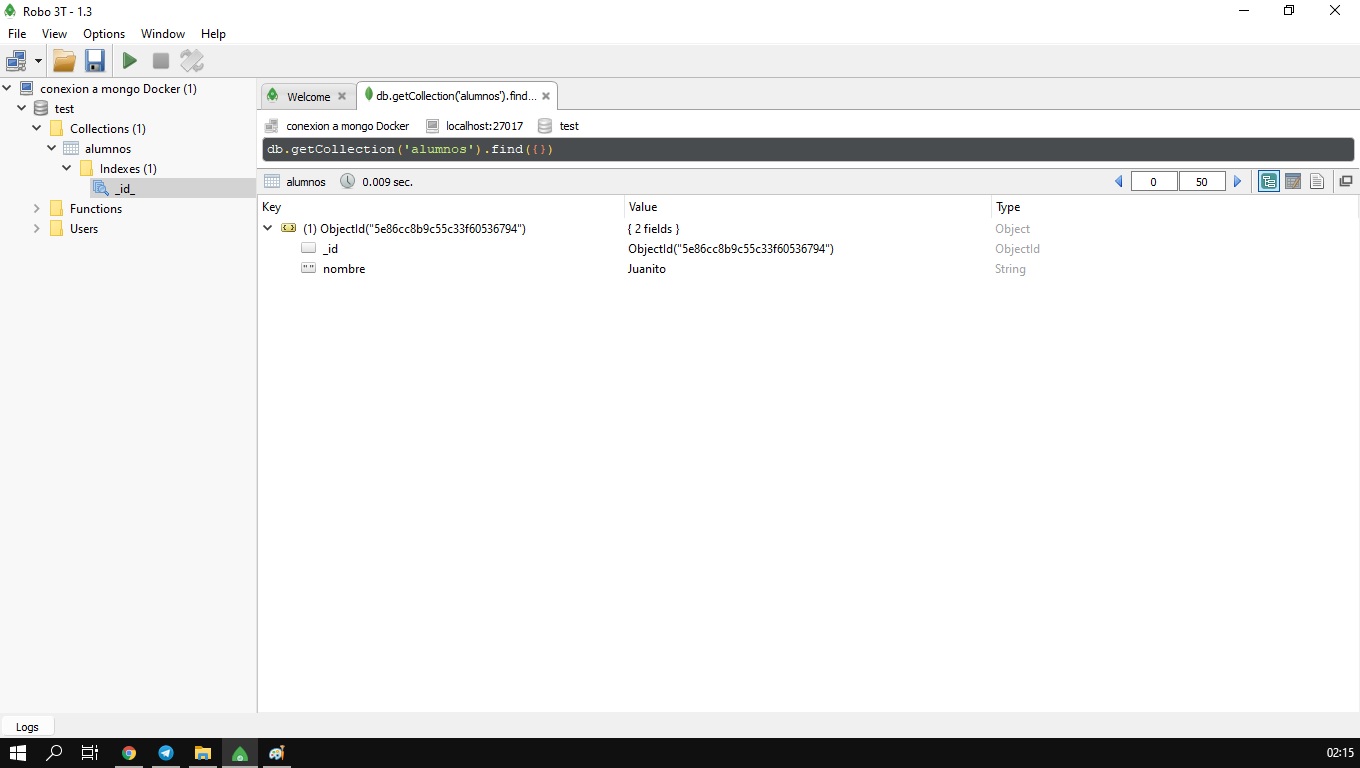 Robo 3T - 1.3
File View Options Window Help
conexion a mongo Docker (1)
test
Collections (1)
alumnos
Indexes (1)
_id_
Functions
Users
Welcome
db.getCollection('alumnos').find...
conexion a mongo Docker localhost:27017 test
db.getCollection('alumnos').find({})
alumnos 0.009 sec. 0 50
Key Value Type
(1) ObjectId("5e86cc8b9c55c33f60536794") { 2 fields } Object
_id ObjectId("5e86cc8b9c55c33f60536794") ObjectId
nombre Juanito String
Logs
02:15